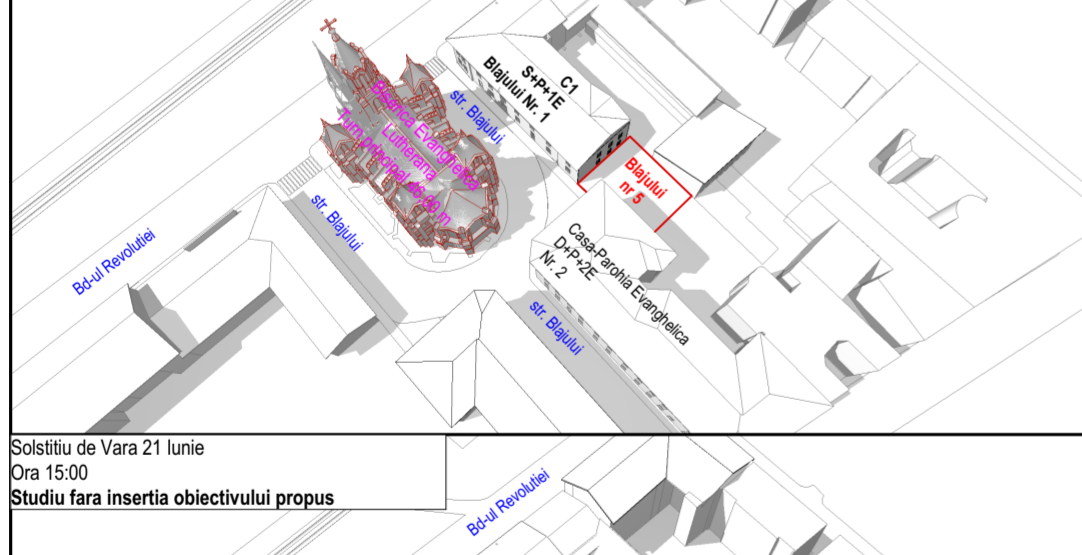 C1
S+P+1E
Blajului Nr. 1
str. Blajului
Biserica Evanghelica
Lutherana
Turn principal 46.00 m
Blajului
nr 5
str. Blajului
Bd-ul Revolutiei
Casa-Parohia Evanghelica
D+P+2E
Nr. 2
str. Blajului
Solstitiu de Vara 21 Iunie
Ora 15:00
Studiu fara insertia obiectivului propus
Bd-ul Revolutiei